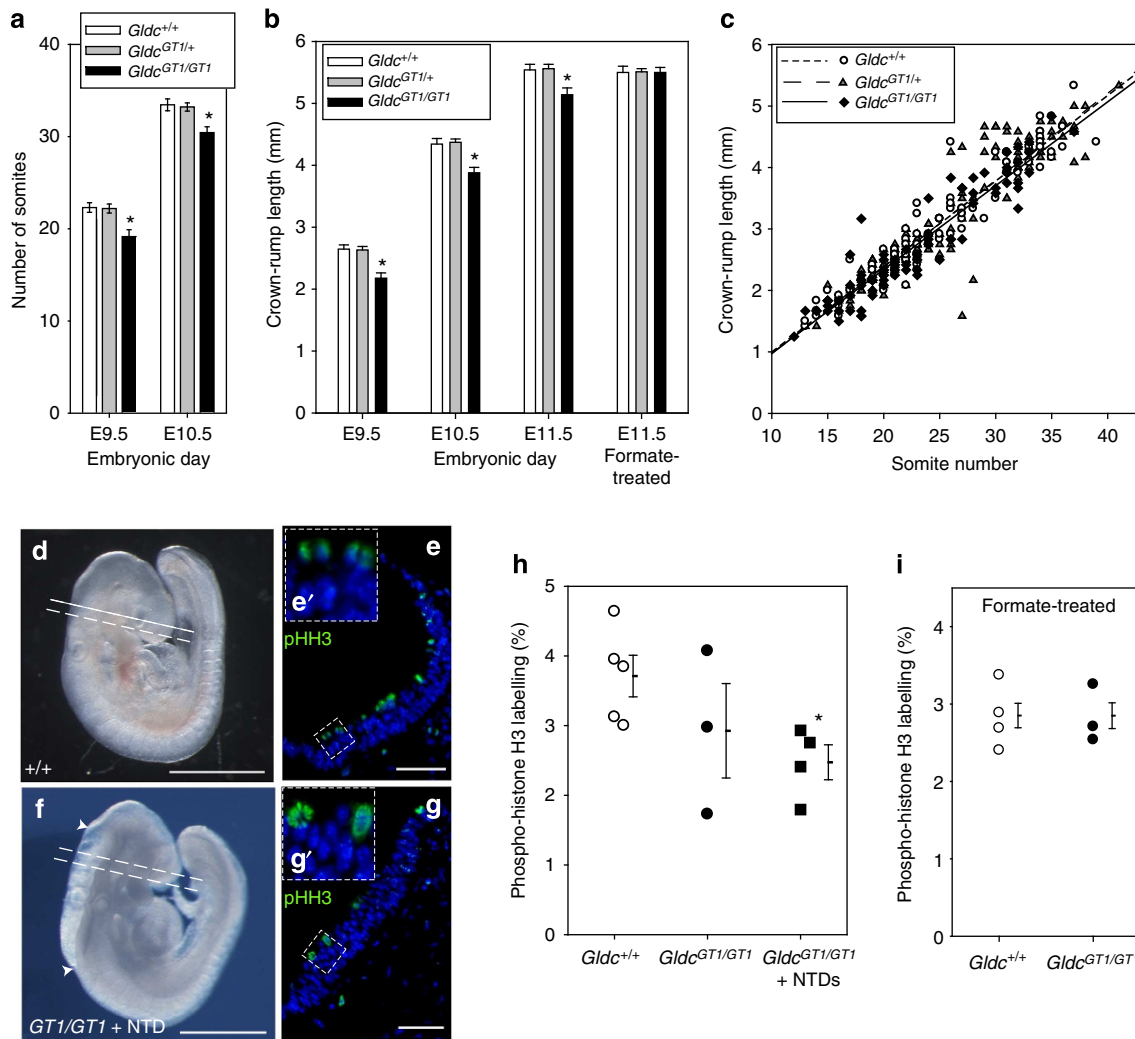 a
Gldc+/+
GldcGT1/+
GldcGT1/GT1
Number of somites
40
30
20
10
0
E9.5 E10.5
Embryonic day
b
Gldc+/+
GldcGT1/+
GldcGT1/GT1
Crown-rump length (mm)
6
5
4
3
2
1
0
* * * * *
E9.5 E10.5 E11.5 E11.5
Embryonic day
Formate-
treated
c
Gldc+/+
GldcGT1/+
GldcGT1/GT1
Crown-rump length (mm)
6
5
4
3
2
1
0
10 15 20 25 30 35 40
Somite number
d
+/+
e
e′
pHH3
f
GT1/GT1 + NTD
g
g′
pHH3
h
Phospho-histone H3 labelling (%)
5
4
3
2
1
0
*
Gldc+/+ GldcGT1/GT1 GldcGT1/GT1
+ NTDs
i
Formate-treated
Phospho-histone H3 labelling (%)
4
3
2
1
0
Gldc+/+ GldcGT1/GT